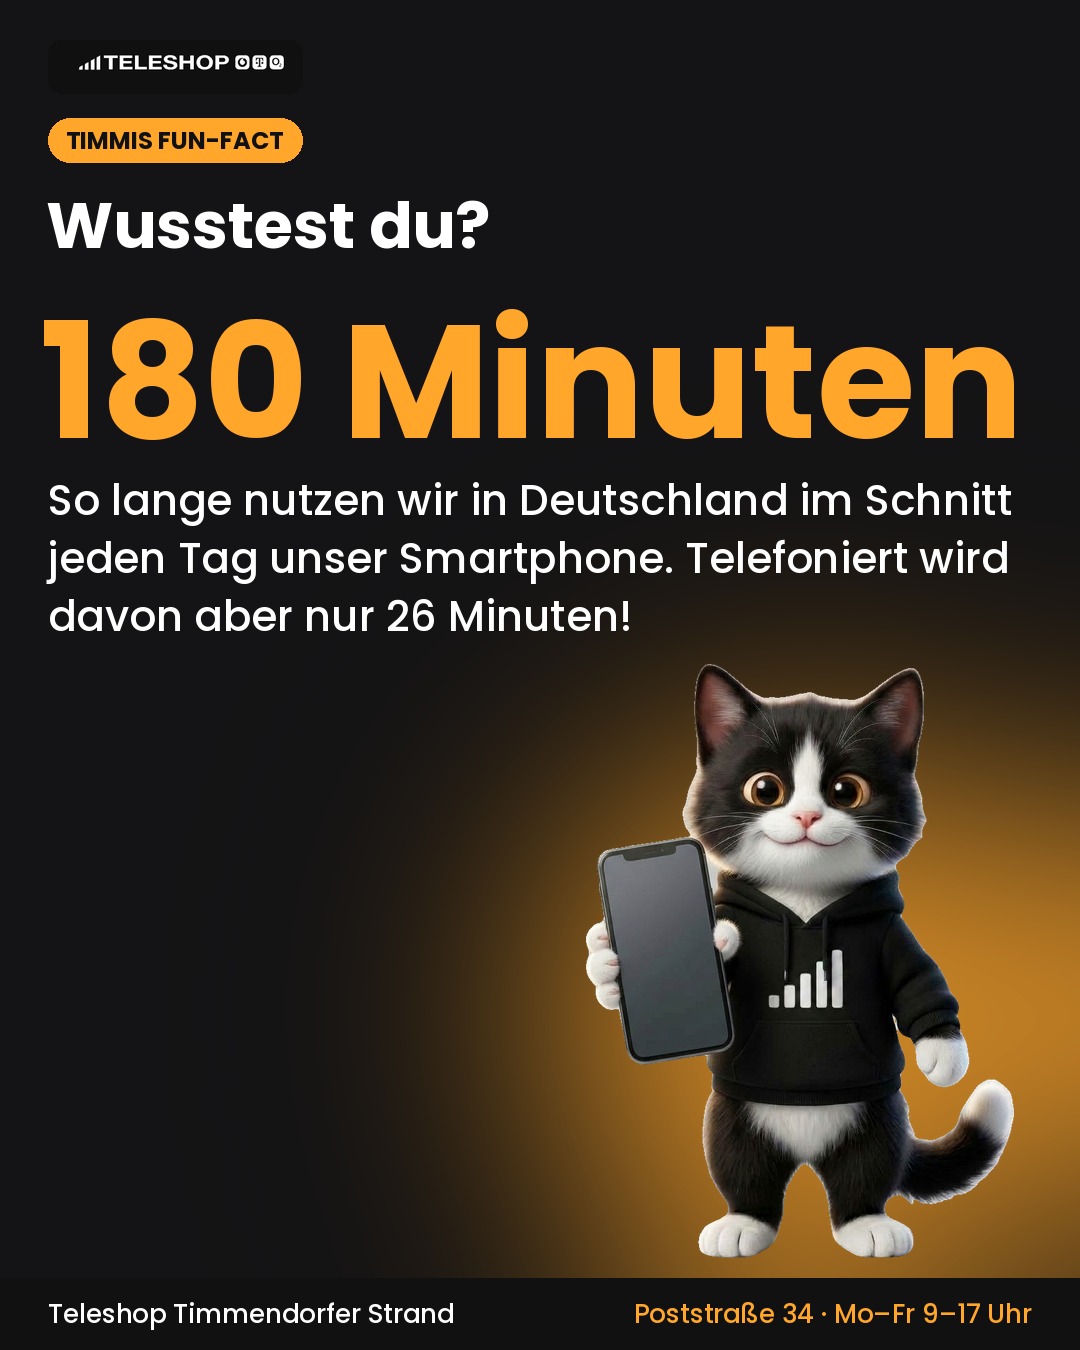 TELESHOP
TIMMIS FUN-FACT
Wusstest du?
180 Minuten
So lange nutzen wir in Deutschland im Schnitt
jeden Tag unser Smartphone. Telefoniert wird
davon aber nur 26 Minuten!
Teleshop Timmendorfer Strand
Poststraße 34 · Mo–Fr 9–17 Uhr